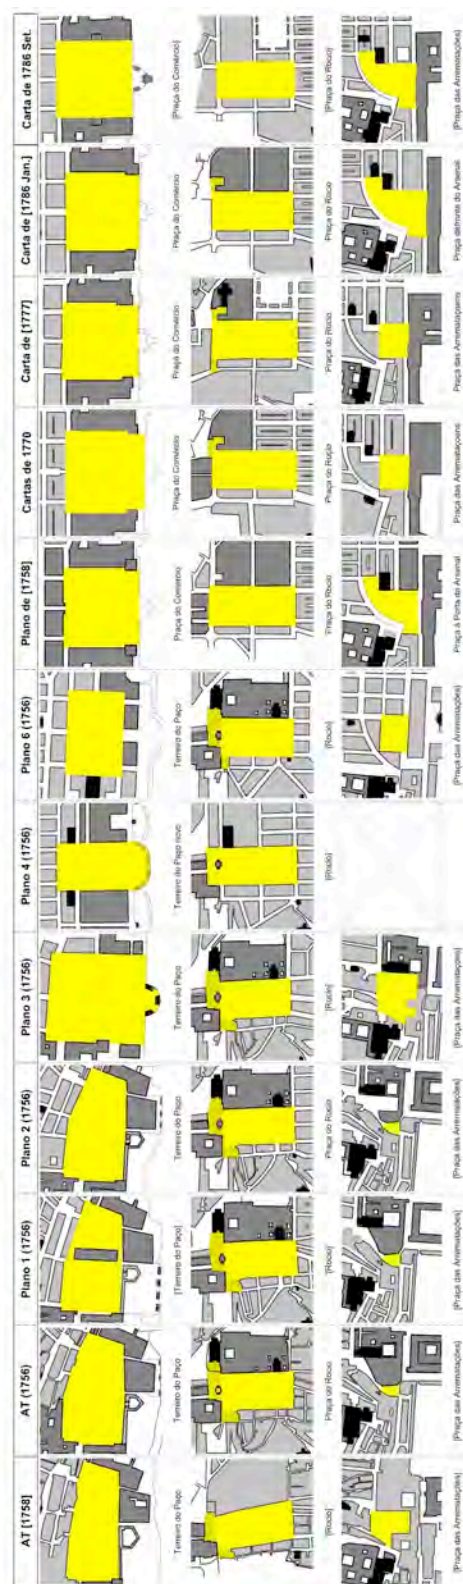 AT [1758]
AT (1756)
Plano 1 (1756)
Plano 2 (1756)
Plano 3 (1756)
Plano 4 (1756)
Plano 6 (1756)
Plano de [1758]
Cartas de 1770
Carta de [1777]
Carta de [1786 Jan.]
Carta de 1786 Set.
Terreiro do Paço
Terreiro do Paço
[Terreiro do Paço]
Terreiro do Paço
Terreiro do Paço
Terreiro do Paço novo
Terreiro do Paço
Praça do Comercio
Praça do Comércio
Praça do Comércio
Praça do Comércio
[Praça do Comércio]
[Rocio]
Praça do Rocio
[Rocio]
Praça do Rocio
[Rocio]
[Rocio]
[Rocio]
Praça do Rocio
Praça do Roçio
Praça do Rocio
Praça do Rocio
[Praça do Rocio]
[Praça das Arrematações]
[Praça das Arrematações]
[Praça das Arrematações]
[Praça das Arrematações]
[Praça das Arrematações]
[Praça das Arrematações]
Praça à Porta do Arsenal
Praça das Arremataçoens
Praça das Arremataçoens
Praça defronte do Arsenal
[Praça das Arrematações]